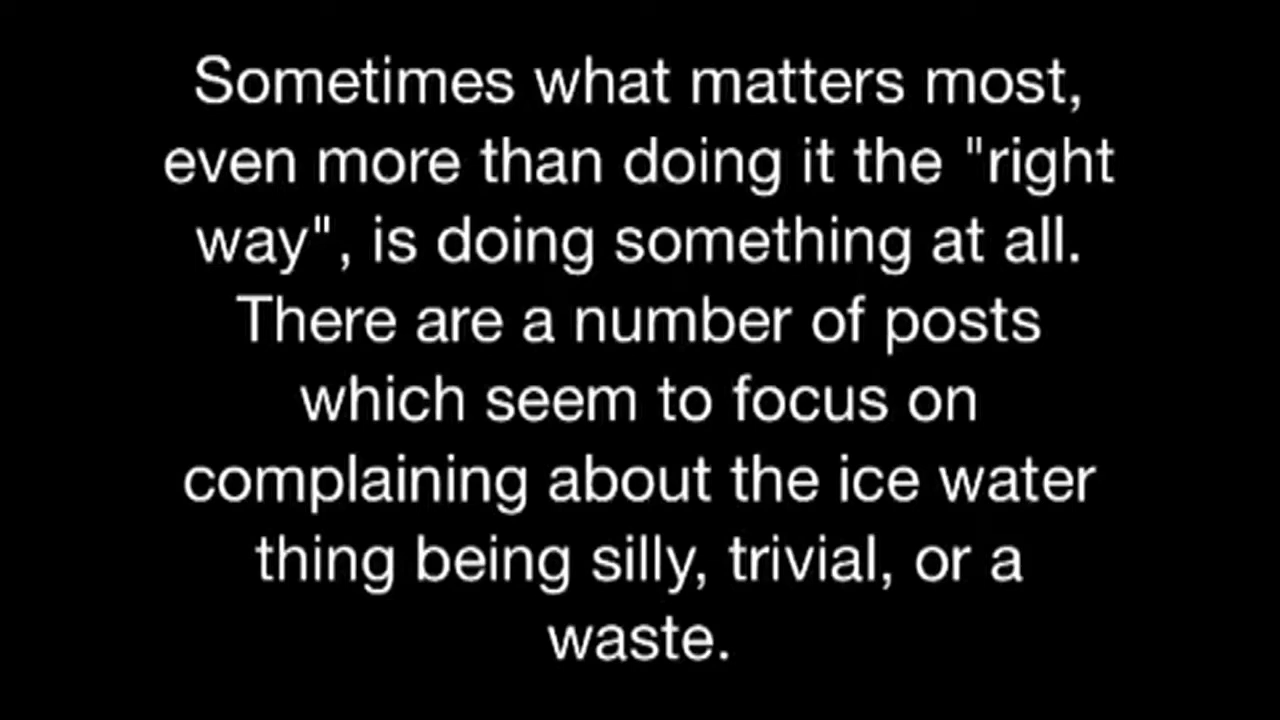 Sometimes what matters most,
even more than doing it the "right
way", is doing something at all.
There are a number of posts
which seem to focus on
complaining about the ice water
thing being silly, trivial, or a
waste.